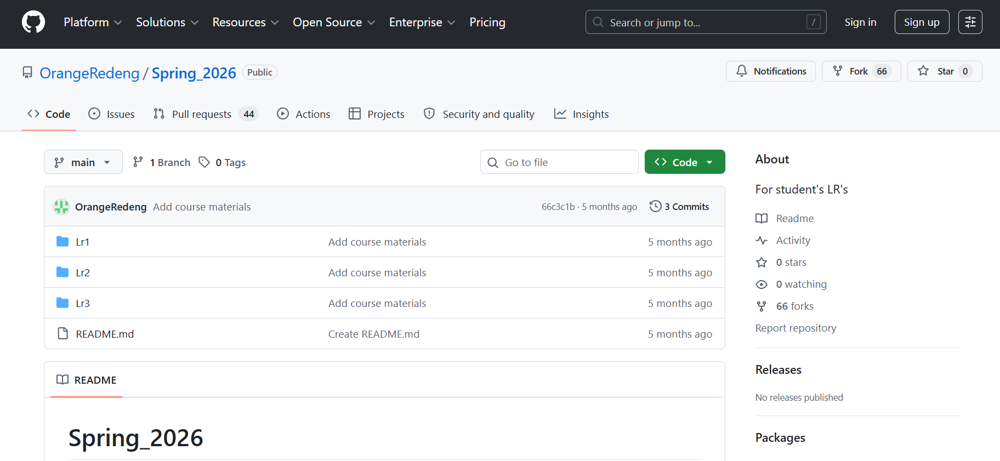 Platform Solutions Resources Open Source Enterprise Pricing Search or jump to... / Sign in Sign up
OrangeRedeng / Spring_2026 Public Notifications Fork 66 Star 0
Code Issues Pull requests 44 Actions Projects Security and quality Insights
main 1 Branch 0 Tags Go to file Code
OrangeRedeng Add course materials 66c3c1b · 5 months ago 3 Commits
Lr1 Add course materials 5 months ago
Lr2 Add course materials 5 months ago
Lr3 Add course materials 5 months ago
README.md Create README.md 5 months ago
README
Spring_2026
About
For student's LR's
Readme
Activity
0 stars
0 watching
66 forks
Report repository
Releases
No releases published
Packages